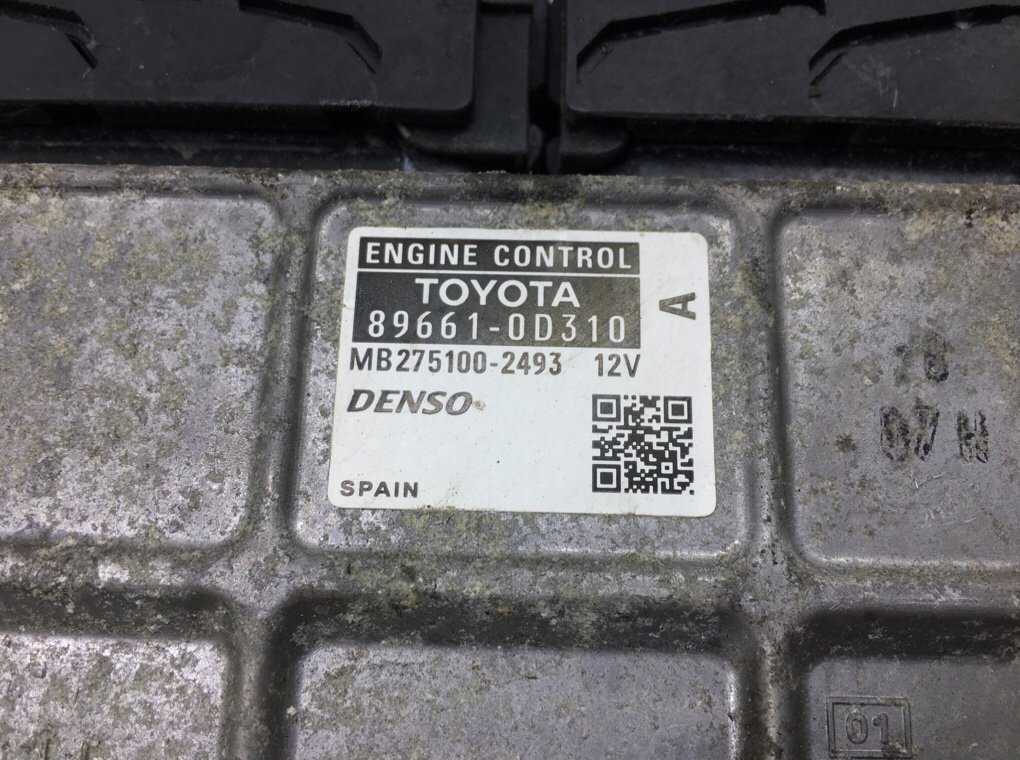 ENGINE CONTROL
TOYOTA
89661-0D310
A
MB275100-2493 12V
DENSO
SPAIN
01